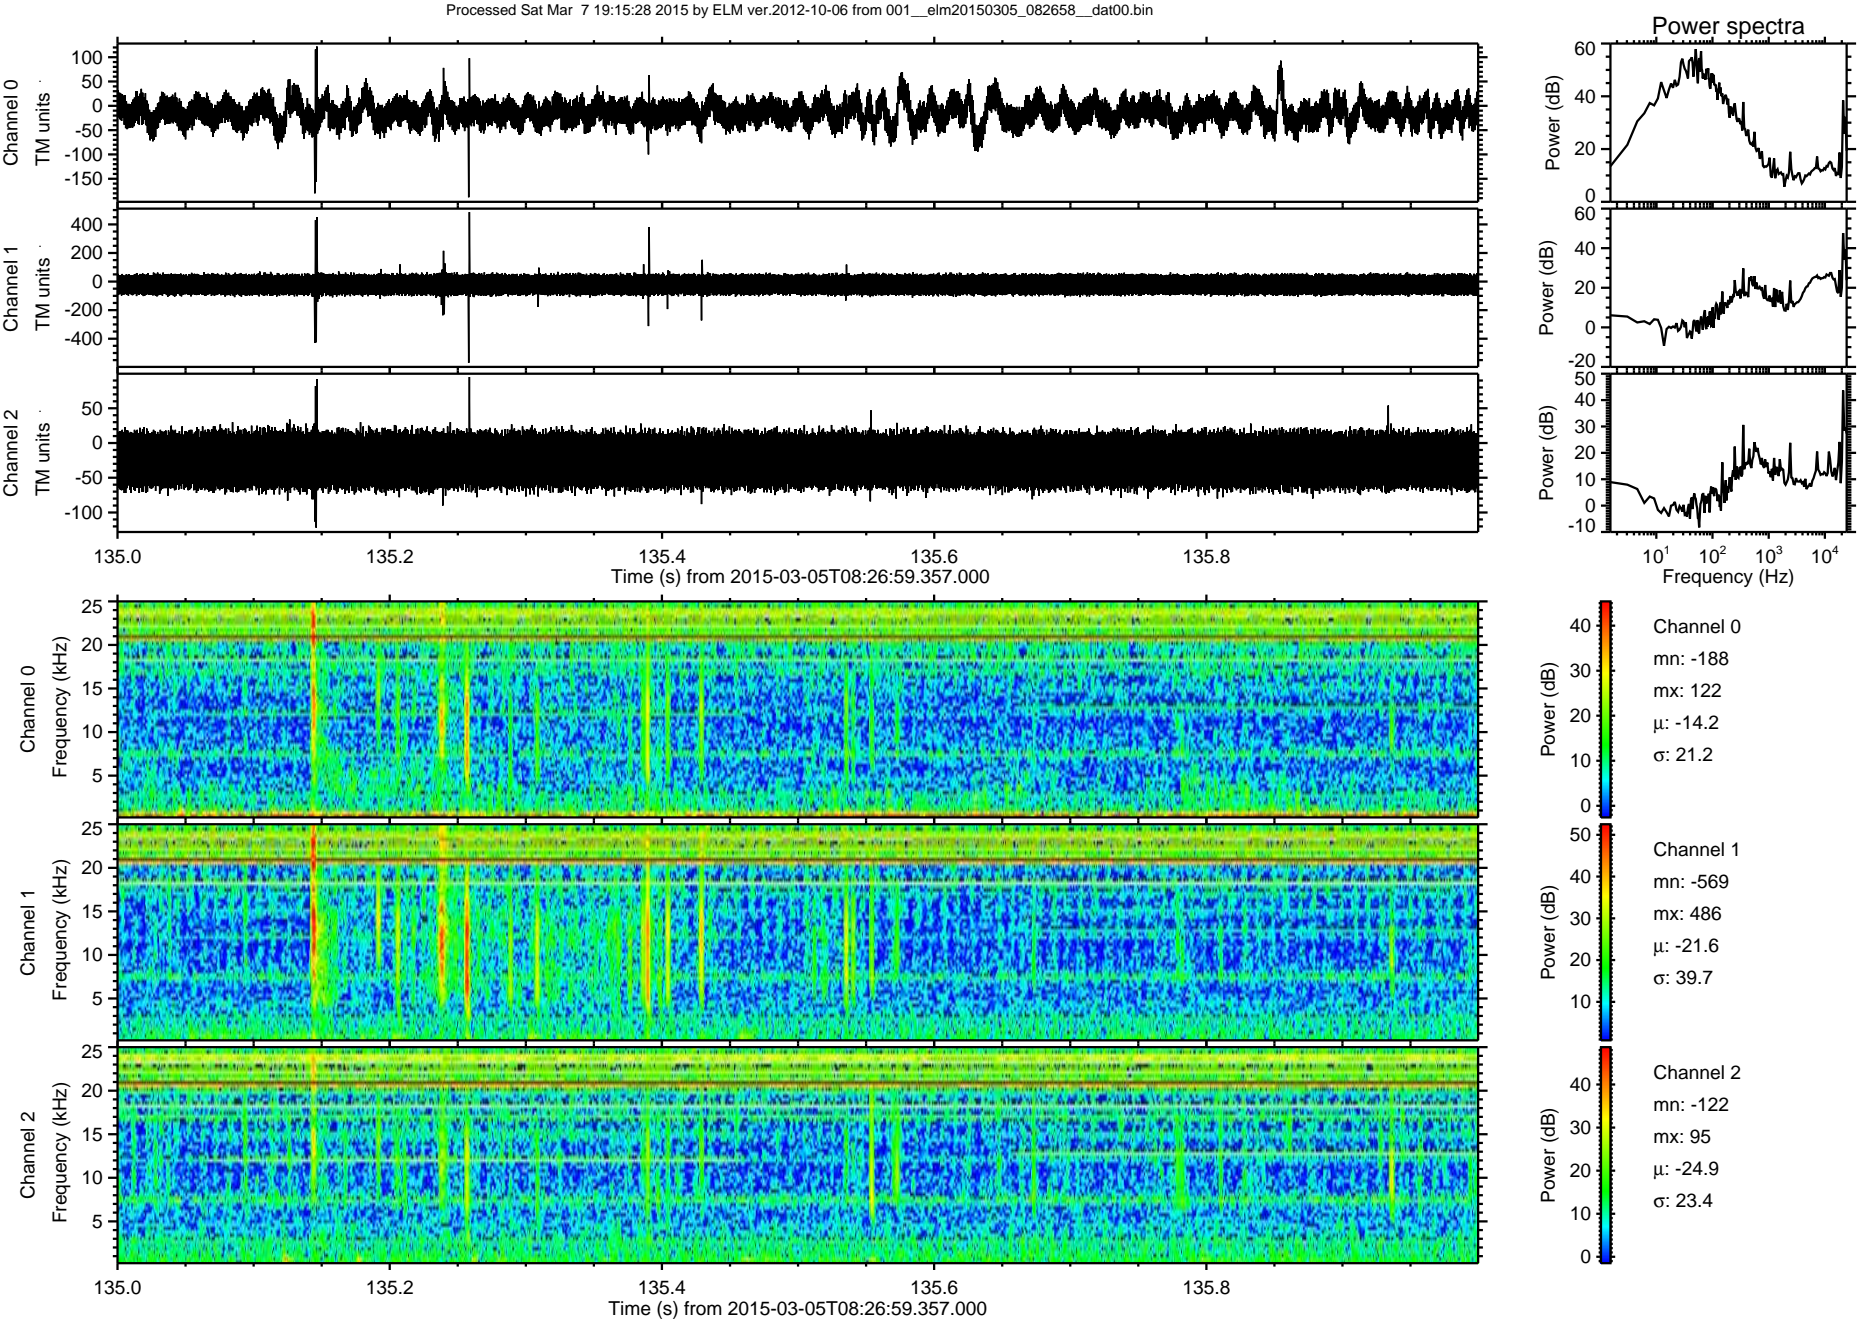 Processed Sat Mar  7 19:15:28 2015 by ELM ver.2012-10-06 from 001__elm20150305_082658__dat00.bin
Power spectra
Channel 0
TM units
100
50
0
-50
-100
-150
Power (dB)
60
40
20
0
Channel 1
TM units
400
200
0
-200
-400
Power (dB)
60
40
20
0
-20
Channel 2
TM units
50
0
-50
-100
Power (dB)
50
40
30
20
10
0
-10
135.0 135.2 135.4 135.6 135.8
Time (s) from 2015-03-05T08:26:59.357.000
10¹ 10² 10³ 10⁴
Frequency (Hz)
Channel 0
Frequency (kHz)
25
20
15
10
5
Power (dB)
40
30
20
10
0
Channel 0
mn: -188
mx: 122
μ: -14.2
σ: 21.2
Channel 1
Frequency (kHz)
25
20
15
10
5
Power (dB)
50
40
30
20
10
Channel 1
mn: -569
mx: 486
μ: -21.6
σ: 39.7
Channel 2
Frequency (kHz)
25
20
15
10
5
Power (dB)
40
30
20
10
0
Channel 2
mn: -122
mx: 95
μ: -24.9
σ: 23.4
135.0 135.2 135.4 135.6 135.8
Time (s) from 2015-03-05T08:26:59.357.000